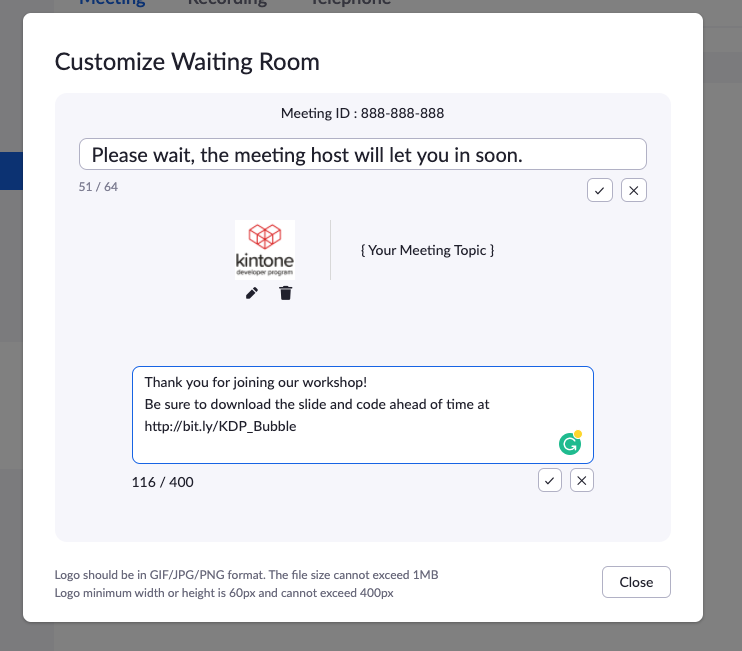 Meeting Recording Telephone
Customize Waiting Room
Meeting ID : 888-888-888
Please wait, the meeting host will let you in soon.
51 / 64
kintone
developer program
{ Your Meeting Topic }
Thank you for joining our workshop!
Be sure to download the slide and code ahead of time at
http://bit.ly/KDP_Bubble
116 / 400
Logo should be in GIF/JPG/PNG format. The file size cannot exceed 1MB
Logo minimum width or height is 60px and cannot exceed 400px
Close